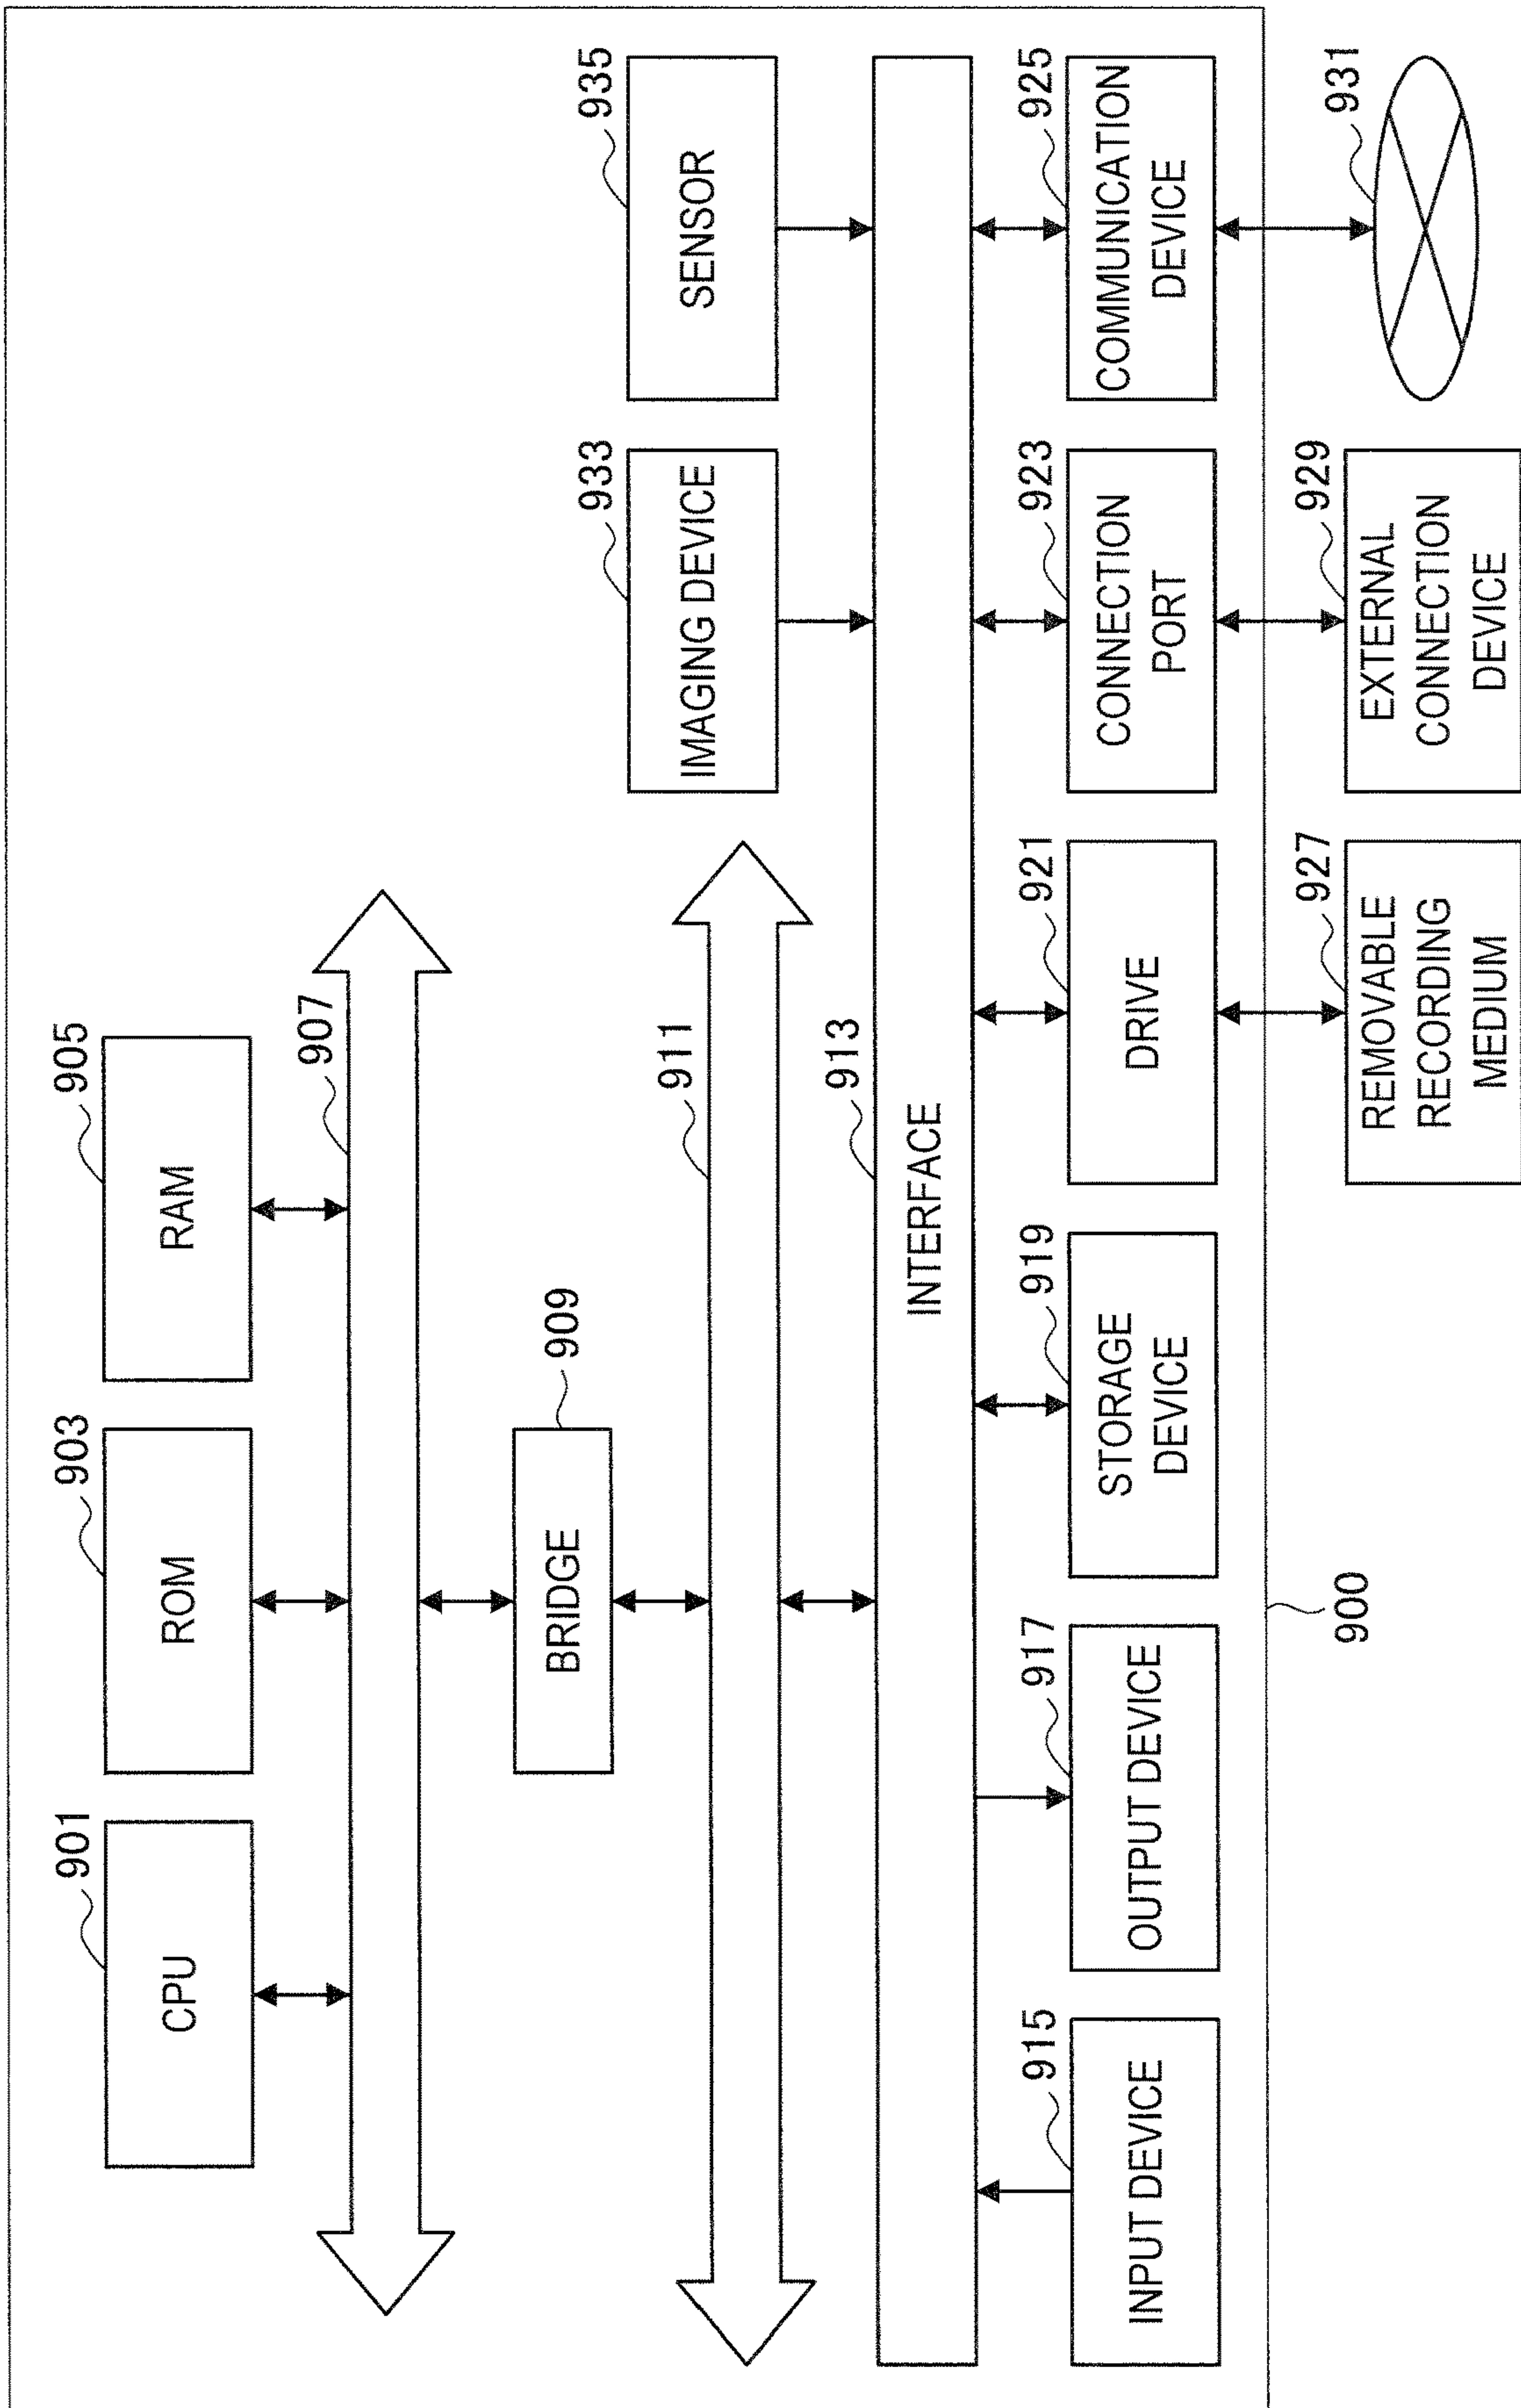 901
903
905
CPU
ROM
RAM
907
909
BRIDGE
933
935
IMAGING DEVICE
SENSOR
911
913
INTERFACE
915
917
919
921
923
925
INPUT DEVICE
OUTPUT DEVICE
STORAGE
DEVICE
DRIVE
CONNECTION
PORT
COMMUNICATION
DEVICE
900
927
929
931
REMOVABLE
RECORDING
MEDIUM
EXTERNAL
CONNECTION
DEVICE